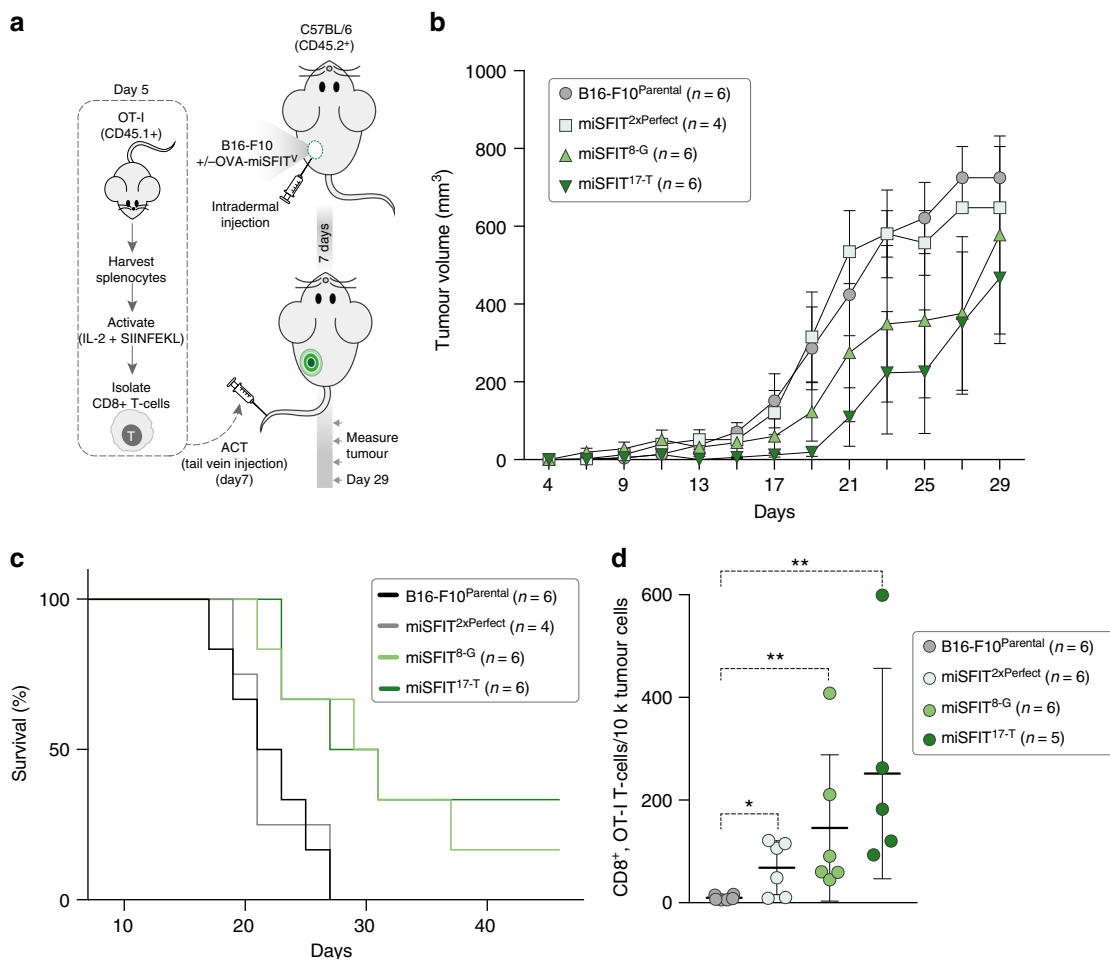 a
Day 5
OT-I
(CD45.1+)
Harvest
splenocytes
Activate
(IL-2 + SIINFEKL)
Isolate
CD8+ T-cells
T
C57BL/6
(CD45.2⁺)
B16-F10
+/–OVA-miSFITⱽ
Intradermal
injection
7 days
ACT
(tail vein injection)
(day7)
Measure
tumour
Day 29
b
Tumour volume (mm³)
1000
800
600
400
200
0
4
9
13
17
21
25
29
Days
B16-F10ᴾᵃʳᵉⁿᵗᵃˡ (n = 6)
miSFIT²ˣᴾᵉʳᶠᵉᶜᵗ (n = 4)
miSFIT⁸⁻ᴳ (n = 6)
miSFIT¹⁷⁻ᵀ (n = 6)
c
Survival (%)
100
50
0
10
20
30
40
Days
B16-F10ᴾᵃʳᵉⁿᵗᵃˡ (n = 6)
miSFIT²ˣᴾᵉʳᶠᵉᶜᵗ (n = 4)
miSFIT⁸⁻ᴳ (n = 6)
miSFIT¹⁷⁻ᵀ (n = 6)
d
CD8⁺, OT-I T-cells/10 k tumour cells
600
400
200
0
**
**
*
B16-F10ᴾᵃʳᵉⁿᵗᵃˡ (n = 6)
miSFIT²ˣᴾᵉʳᶠᵉᶜᵗ (n = 6)
miSFIT⁸⁻ᴳ (n = 6)
miSFIT¹⁷⁻ᵀ (n = 5)